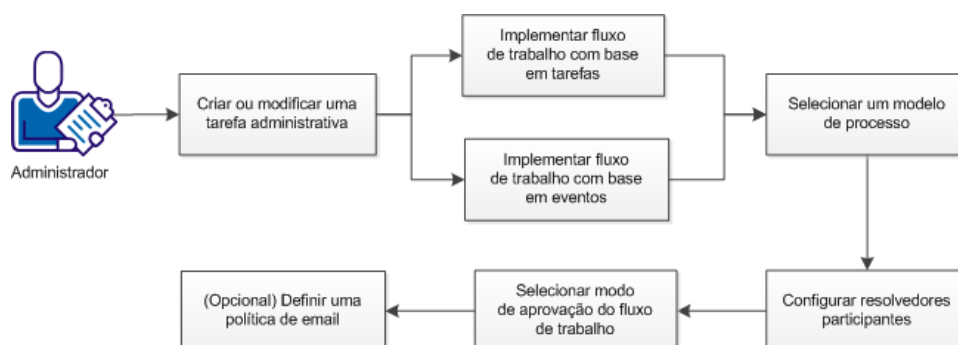 Administrador
Criar ou modificar uma
tarefa administrativa
Implementar fluxo
de trabalho com base
em tarefas
Implementar fluxo
de trabalho com base
em eventos
Selecionar um modelo
de processo
Configurar resolvedores
participantes
Selecionar modo
de aprovação do fluxo
de trabalho
(Opcional) Definir uma
política de email